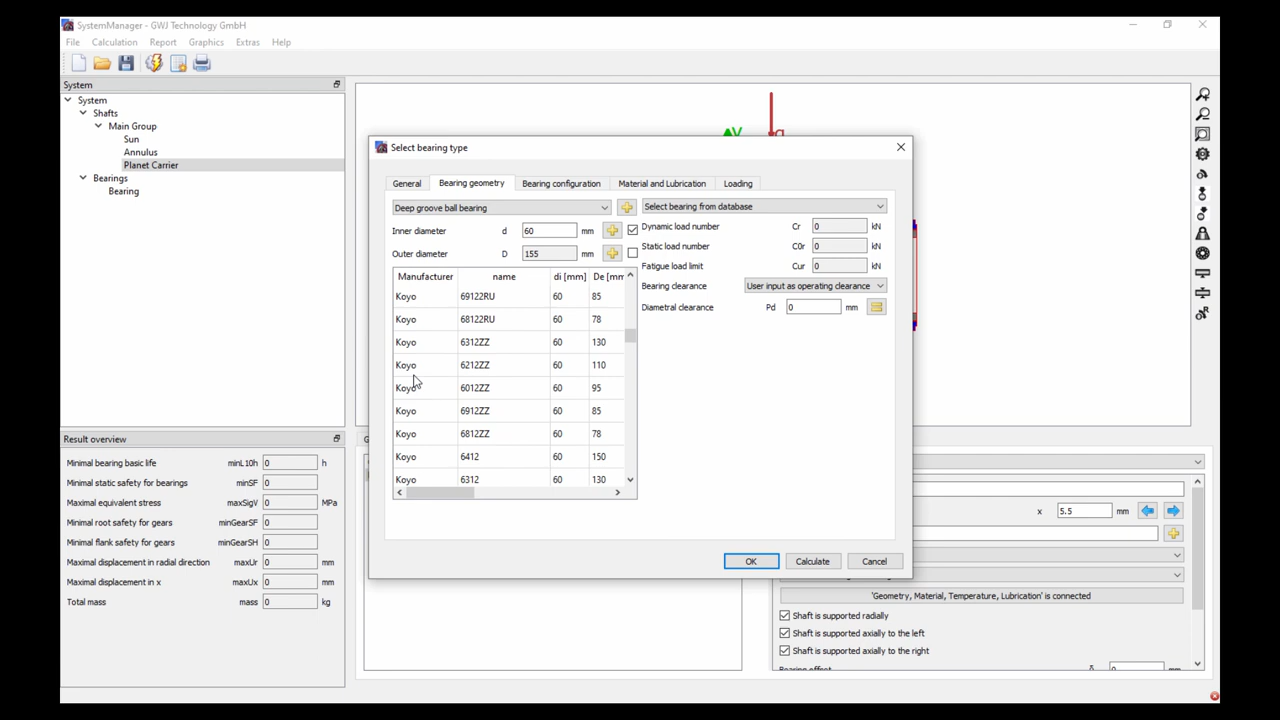 SystemManager - GWJ Technology GmbH
File Calculation Report Graphics Extras Help
System
System
Shafts
Main Group
Sun
Annulus
Planet Carrier
Bearings
Bearing
Result overview
Minimal bearing basic life minL10h 0 h
Minimal static safety for bearings minSF 0
Maximal equivalent stress maxSigV 0 MPa
Minimal root safety for gears minGearSF 0
Minimal flank safety for gears minGearSH 0
Maximal displacement in radial direction maxUr 0 mm
Maximal displacement in x maxUx 0 mm
Total mass mass 0 kg
Select bearing type
General Bearing geometry Bearing configuration Material and Lubrication Loading
Deep groove ball bearing
Inner diameter d 60 mm
Outer diameter D 155 mm
Manufacturer name di [mm] De [mm]
Koyo 69122RU 60 85
Koyo 68122RU 60 78
Koyo 6312ZZ 60 130
Koyo 6212ZZ 60 110
Koyo 6012ZZ 60 95
Koyo 6912ZZ 60 85
Koyo 6812ZZ 60 78
Koyo 6412 60 150
Koyo 6312 60 130
Select bearing from database
Dynamic load number Cr 0 kN
Static load number C0r 0 kN
Fatigue load limit Cur 0 kN
Bearing clearance User input as operating clearance
Diametral clearance Pd 0 mm
OK Calculate Cancel
x 5.5 mm
'Geometry, Material, Temperature, Lubrication' is connected
Shaft is supported radially
Shaft is supported axially to the left
Shaft is supported axially to the right